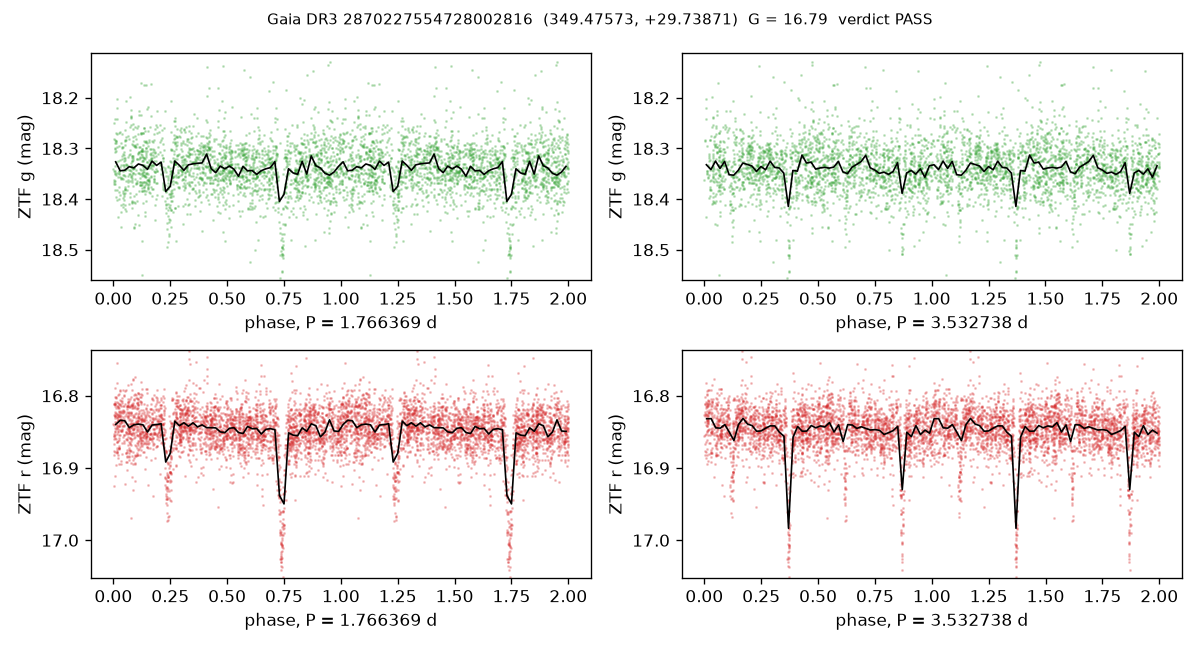 Gaia DR3 2870227554728002816 (349.47573, +29.73871) G = 16.79 verdict PASS
ZTF g (mag)
18.2
18.3
18.4
18.5
0.00 0.25 0.50 0.75 1.00 1.25 1.50 1.75 2.00
phase, P = 1.766369 d
ZTF g (mag)
18.2
18.3
18.4
18.5
0.00 0.25 0.50 0.75 1.00 1.25 1.50 1.75 2.00
phase, P = 3.532738 d
ZTF r (mag)
16.8
16.9
17.0
0.00 0.25 0.50 0.75 1.00 1.25 1.50 1.75 2.00
phase, P = 1.766369 d
ZTF r (mag)
16.8
16.9
17.0
0.00 0.25 0.50 0.75 1.00 1.25 1.50 1.75 2.00
phase, P = 3.532738 d